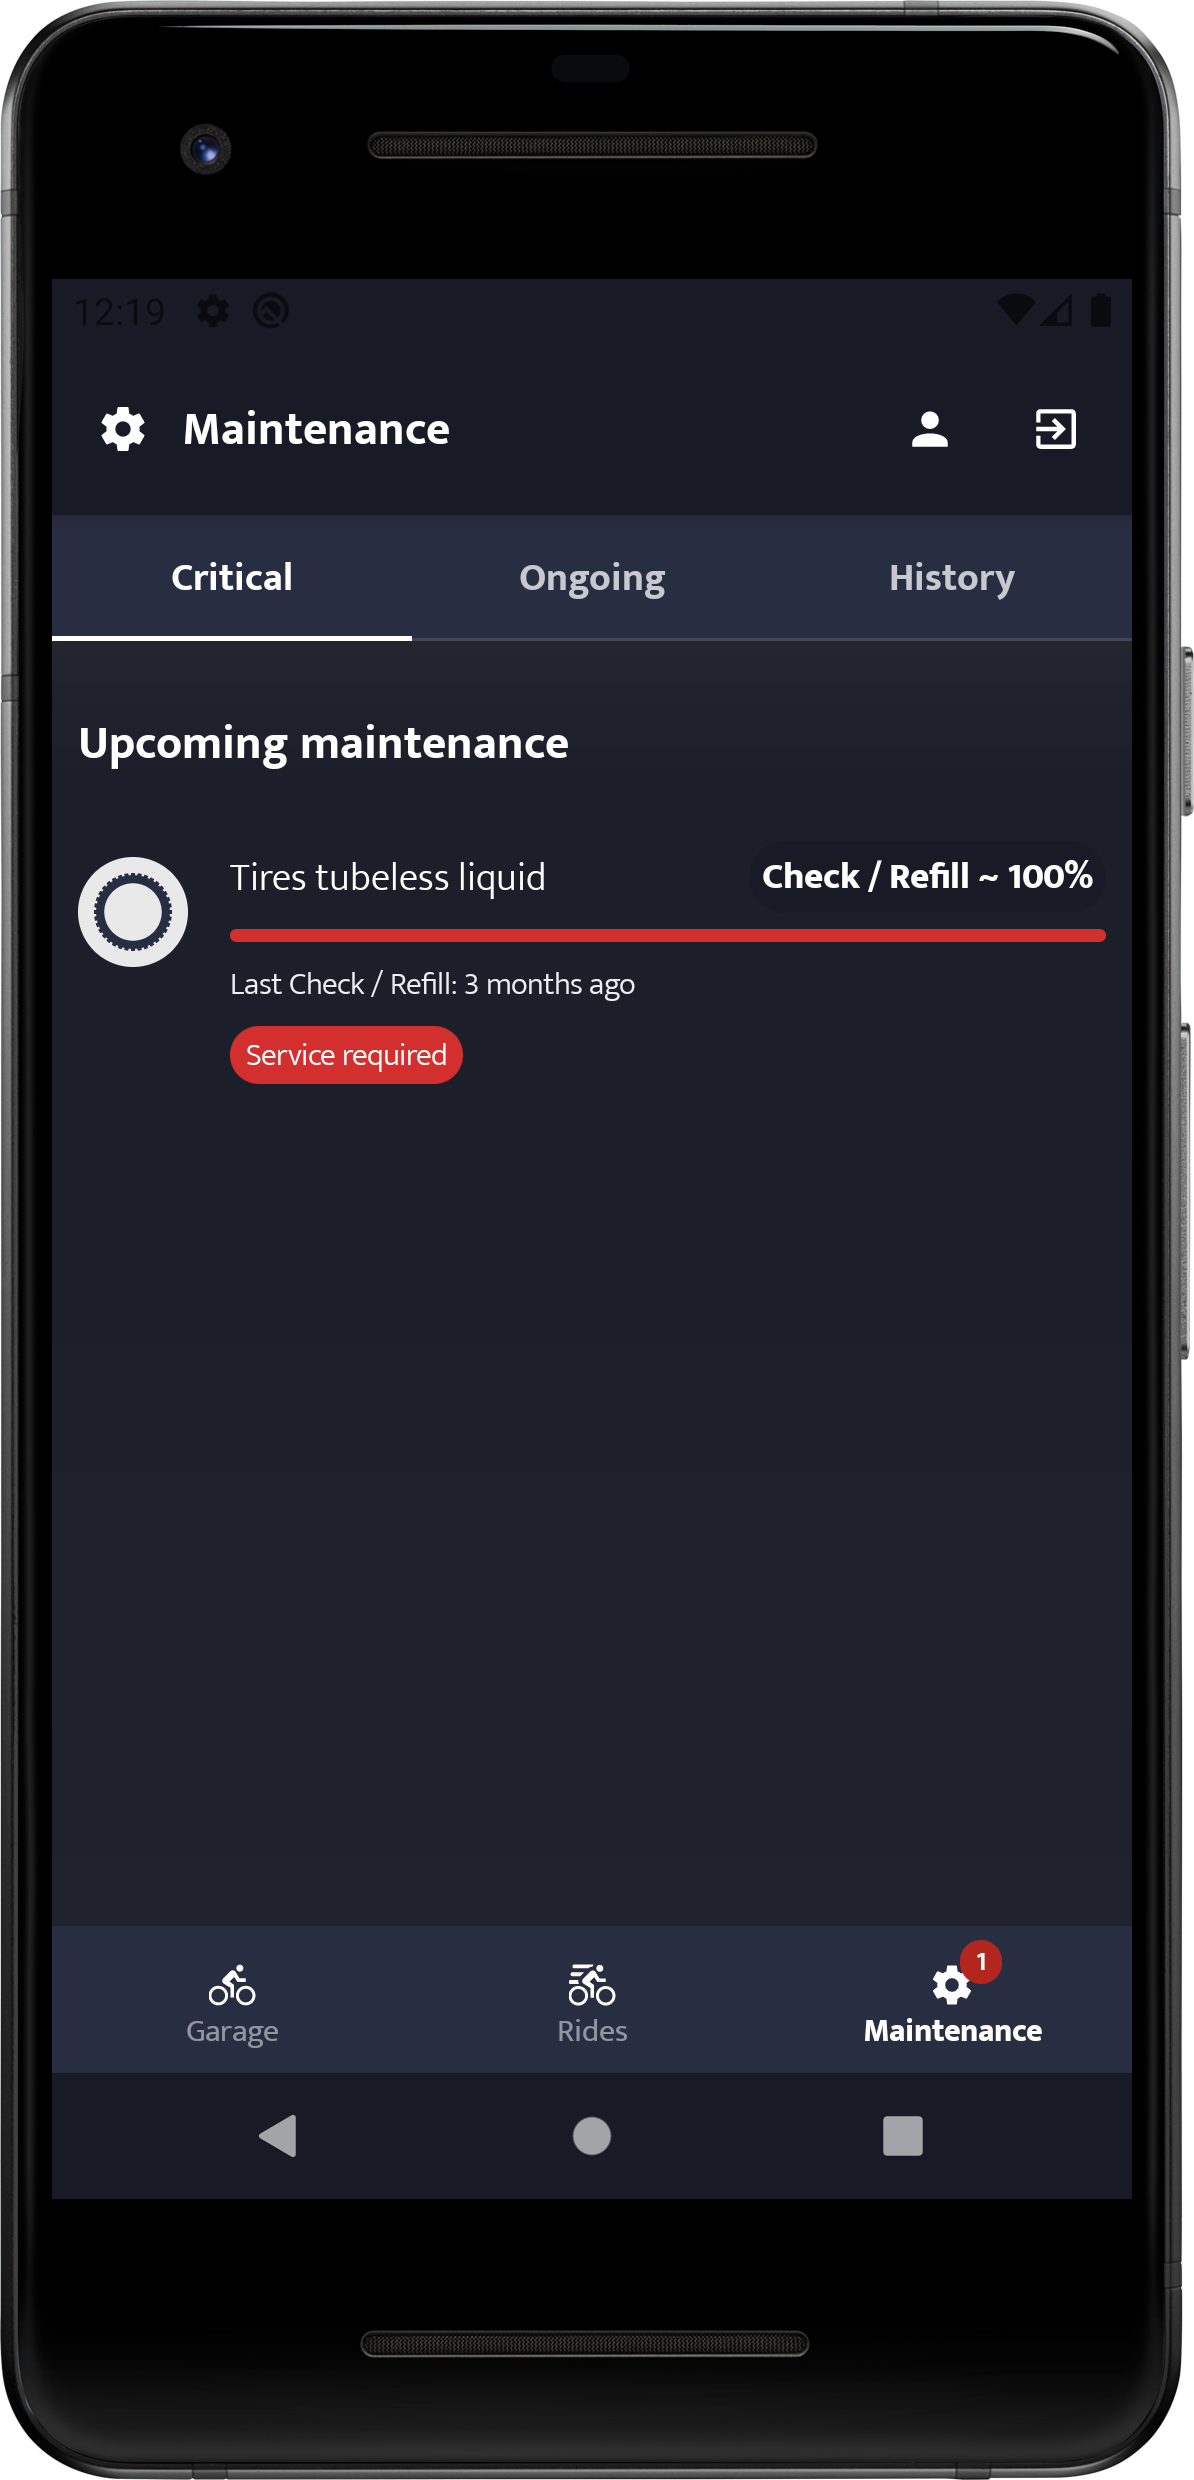 12:19
Maintenance
Critical Ongoing History
Upcoming maintenance
Tires tubeless liquid Check / Refill ~ 100%
Last Check / Refill: 3 months ago
Service required
1
Garage Rides Maintenance